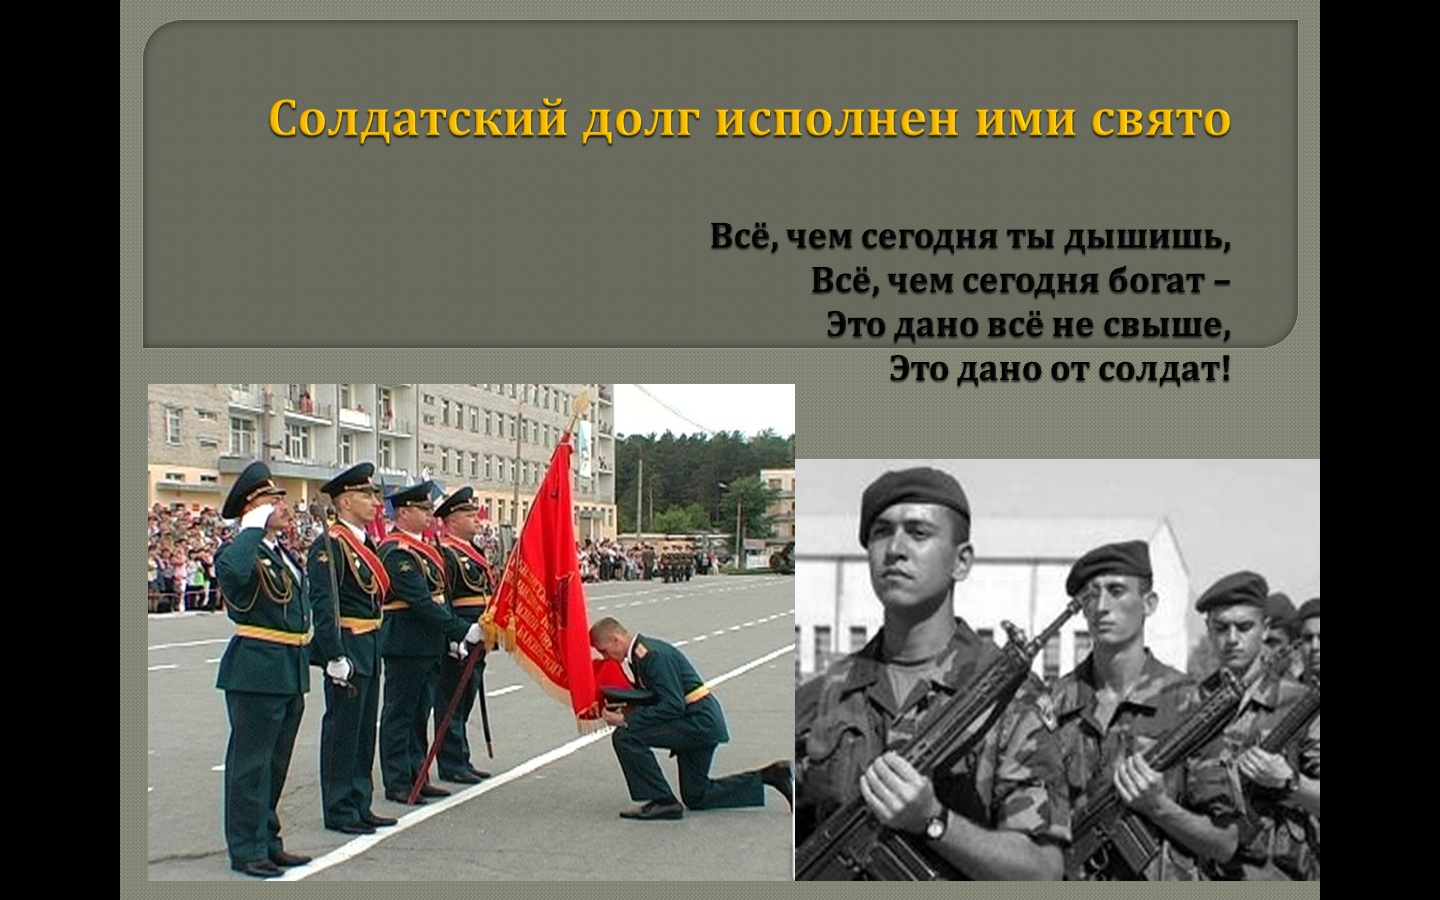 Солдатский долг исполнен ими свято
Всё, чем сегодня ты дышишь,
Всё, чем сегодня богат –
Это дано всё не свыше,
Это дано от солдат!